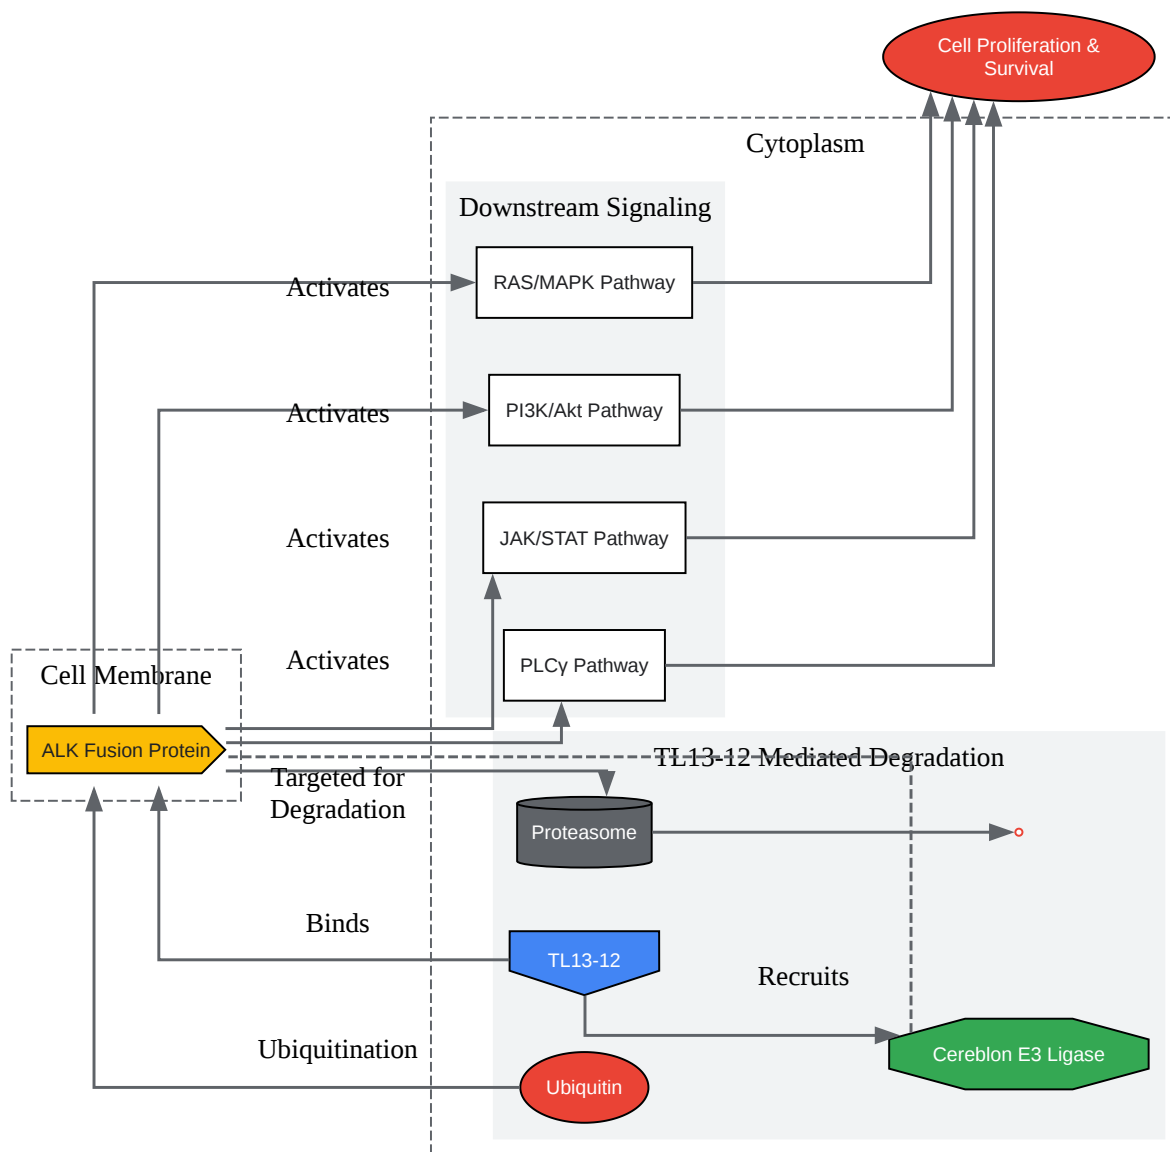 Cell Proliferation &
Survival
Cytoplasm
Downstream Signaling
Activates
RAS/MAPK Pathway
Activates
PI3K/Akt Pathway
Activates
JAK/STAT Pathway
Activates
PLCγ Pathway
Cell Membrane
ALK Fusion Protein
TL13-12 Mediated Degradation
Targeted for
Degradation
Proteasome
Binds
TL13-12
Recruits
Ubiquitination
Cereblon E3 Ligase
Ubiquitin